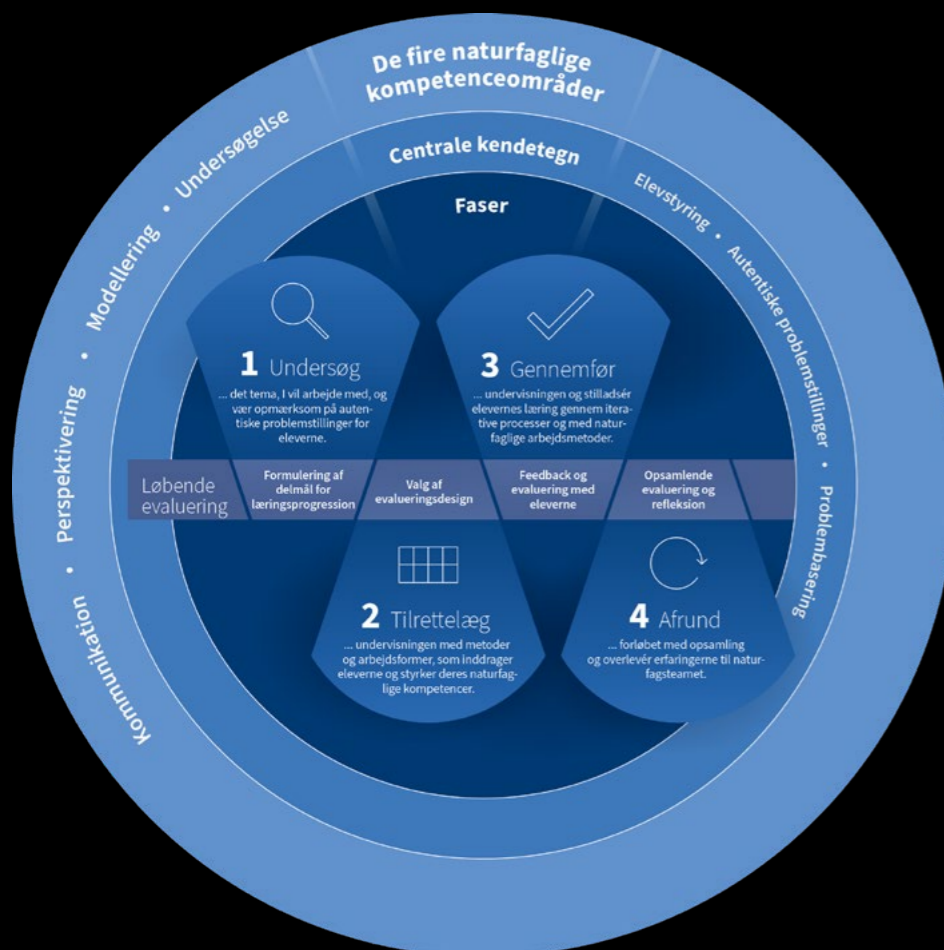 De fire naturfaglige
kompetenceområder
Kommunikation • Perspektivering • Modellering • Undersøgelse
Centrale kendetegn
Elevstyring • Autentiske problemstillinger • Problembasering
Faser
1 Undersøg
... det tema, I vil arbejde med, og
vær opmærksom på auten-
tiske problemstillinger for
eleverne.
3 Gennemfør
... undervisningen og stilladsér
elevernes læring gennem itera-
tive processer og med natur-
faglige arbejdsmetoder.
Løbende
evaluering
Formulering af
delmål for
læringsprogression
Valg af
evalueringsdesign
Feedback og
evaluering med
eleverne
Opsamlende
evaluering og
refleksion
2 Tilrettelæg
... undervisningen med metoder
og arbejdsformer, som inddrager
eleverne og styrker deres naturfag-
lige kompetencer.
4 Afrund
... forløbet med opsamling
og overlevér erfaringerne til natur-
fagsteamet.